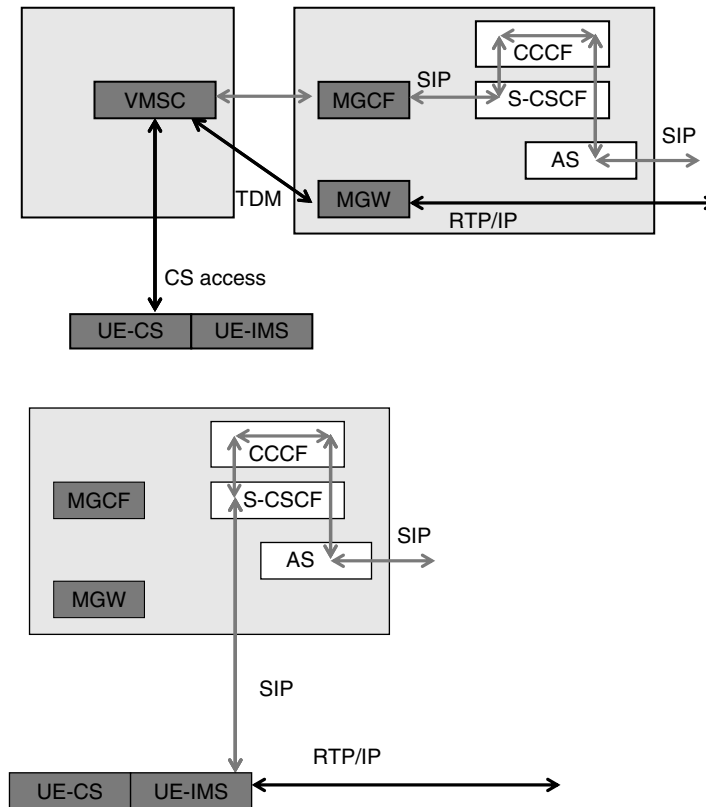 CCCF
SIP
VMSC
MGCF
S-CSCF
SIP
AS
TDM
MGW
RTP/IP
CS access
UE-CS
UE-IMS
CCCF
MGCF
S-CSCF
SIP
AS
MGW
SIP
RTP/IP
UE-CS
UE-IMS